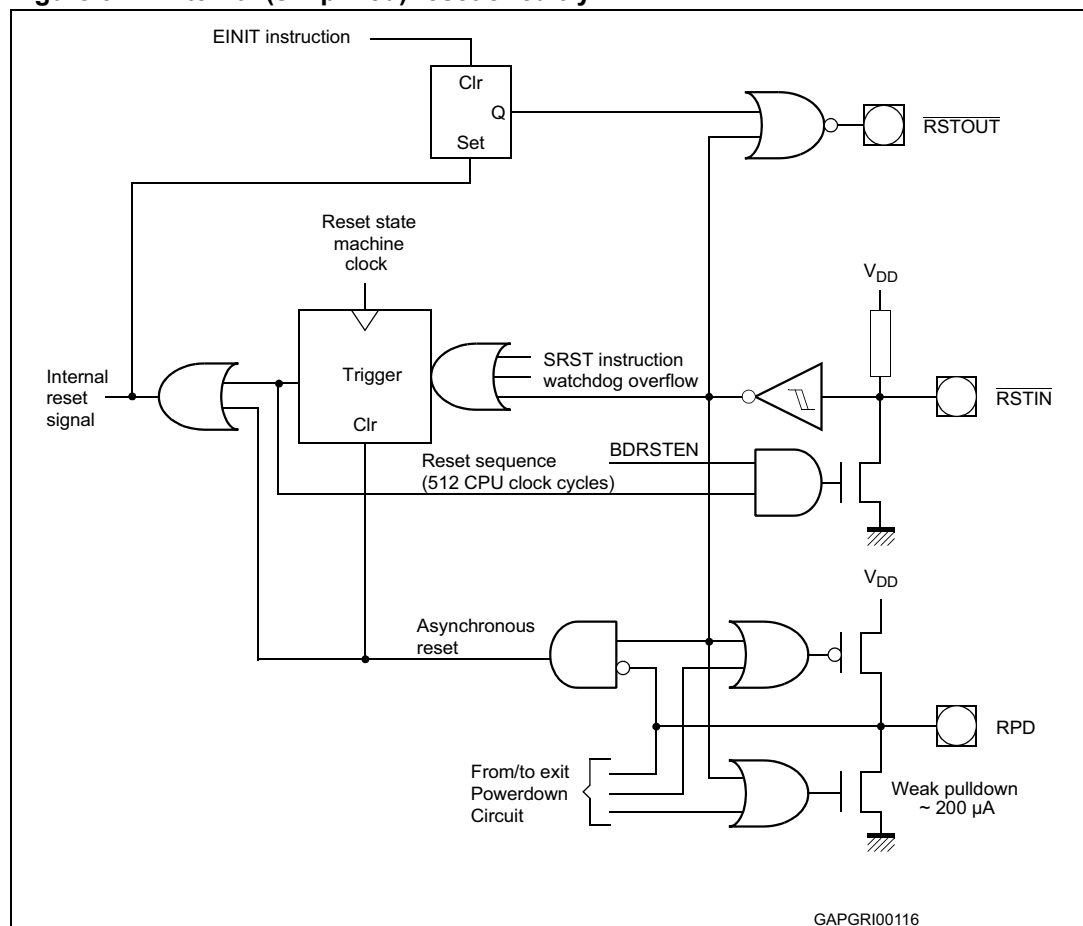 EINIT instruction
Clr
Q
Set
RSTOUT
Reset state
machine
clock
VDD
Internal
reset
signal
Trigger
Clr
SRST instruction
watchdog overflow
RSTIN
BDRSTEN
Reset sequence
(512 CPU clock cycles)
VDD
Asynchronous
reset
RPD
From/to exit
Powerdown
Circuit
Weak pulldown
~ 200 µA
GAPGRI00116